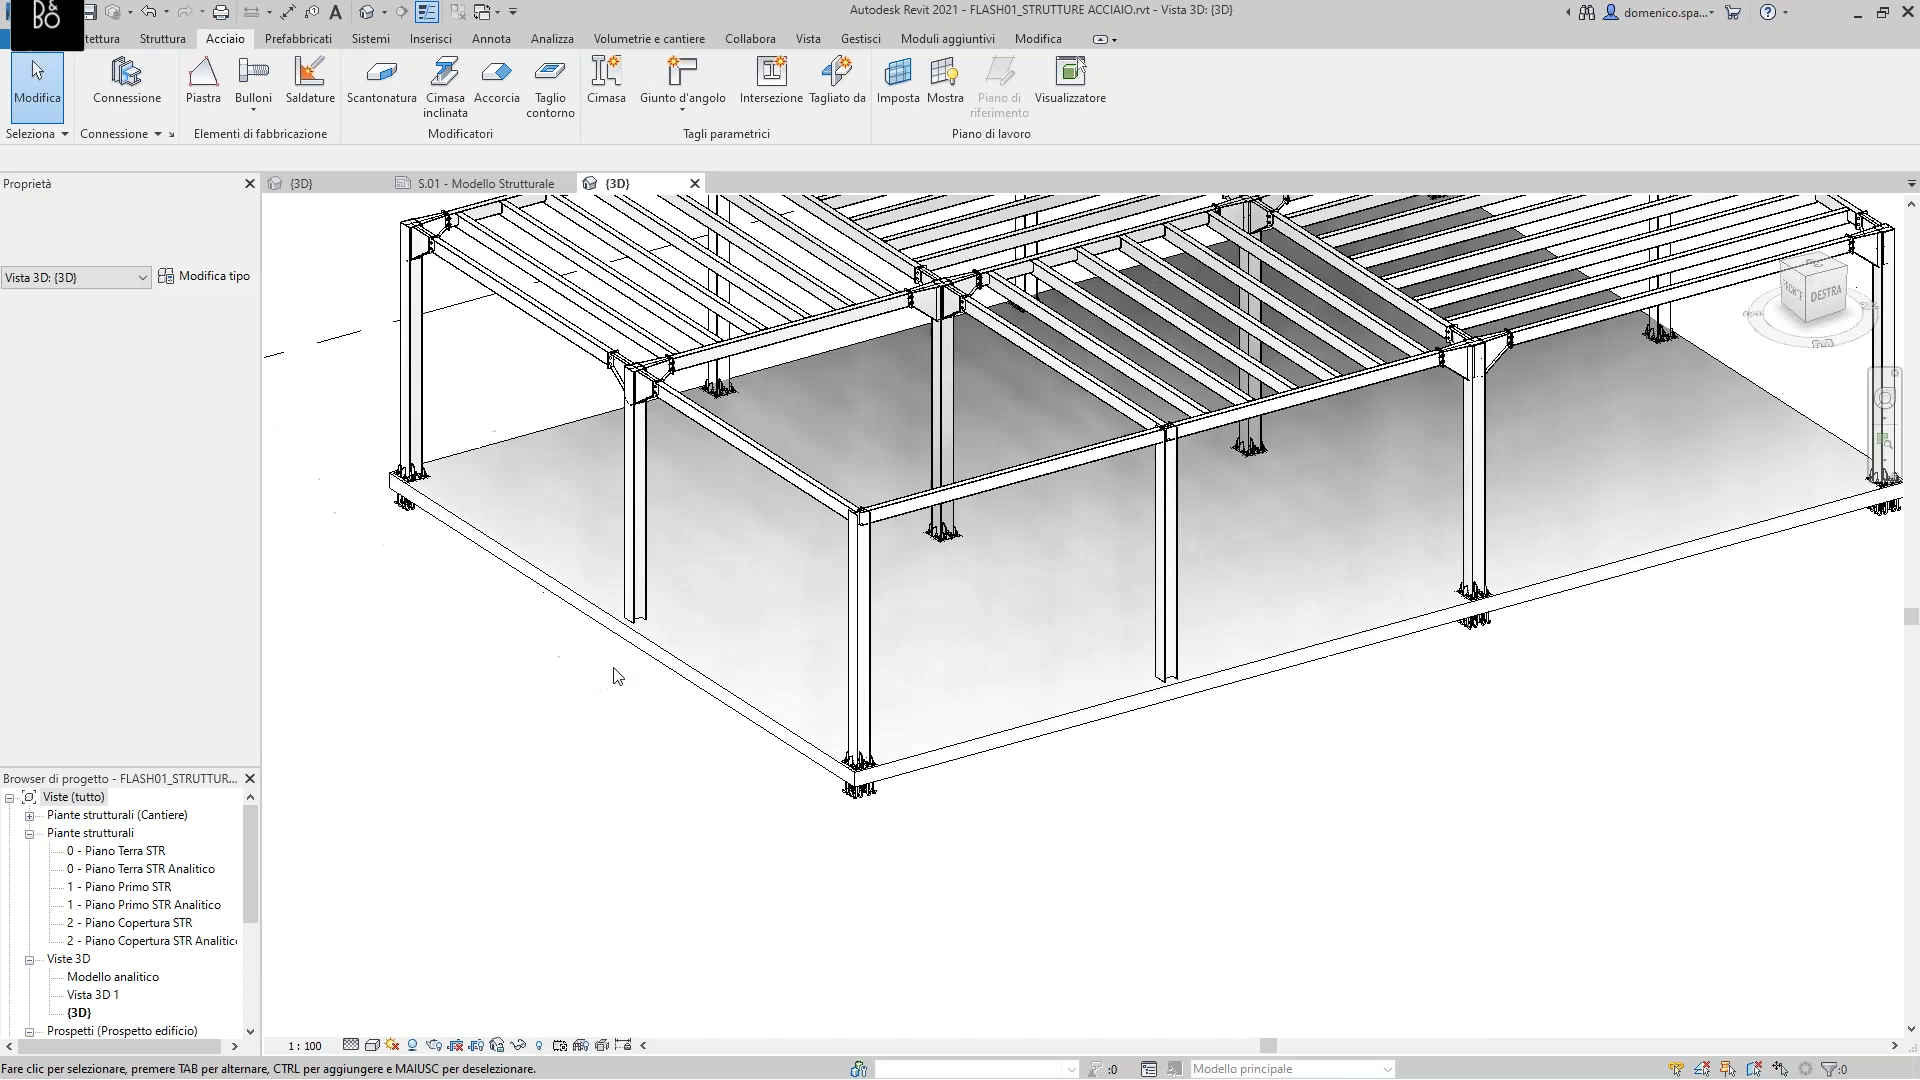 B&
BO
Autodesk Revit 2021 - FLASH01_STRUTTURE ACCIAIO.rvt - Vista 3D: {3D}
domenico.spa...
tettura
Struttura
Acciaio
Prefabbricati
Sistemi
Inserisci
Annota
Analizza
Volumetrie e cantiere
Collabora
Vista
Gestisci
Moduli aggiuntivi
Modifica
Modifica
Connessione
Piastra
Bulloni
Saldature
Scantonatura
Cimasa
inclinata
Accorcia
Taglio
contorno
Cimasa
Giunto d'angolo
Intersezione
Tagliato da
Imposta
Mostra
Piano di
riferimento
Visualizzatore
Seleziona
Connessione
Elementi di fabbricazione
Modificatori
Tagli parametrici
Piano di lavoro
Proprietà
{3D}
S.01 - Modello Strutturale
{3D}
Vista 3D: {3D}
Modifica tipo
DESTRA
Browser di progetto - FLASH01_STRUTTUR...
Viste (tutto)
Piante strutturali (Cantiere)
Piante strutturali
0 - Piano Terra STR
0 - Piano Terra STR Analitico
1 - Piano Primo STR
1 - Piano Primo STR Analitico
2 - Piano Copertura STR
2 - Piano Copertura STR Analitic
Viste 3D
Modello analitico
Vista 3D 1
{3D}
Prospetti (Prospetto edificio)
1 : 100
Fare clic per selezionare, premere TAB per alternare, CTRL per aggiungere e MAIUSC per deselezionare.
:0
Modello principale
:0